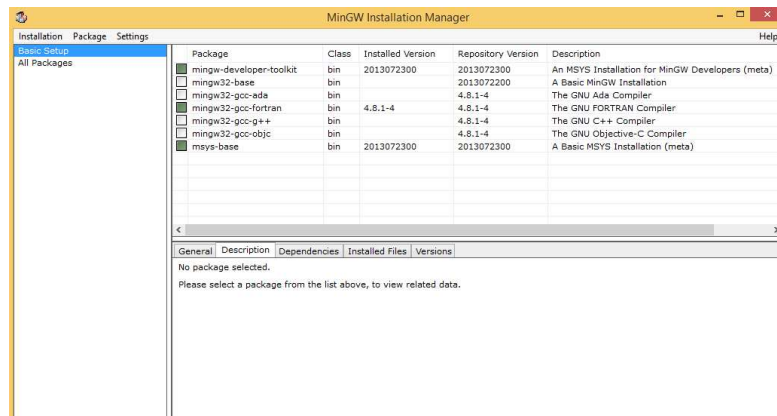 MinGW Installation Manager
Installation Package Settings Help
Basic Setup
All Packages
Package Class Installed Version Repository Version Description
mingw-developer-toolkit bin 2013072300 2013072300 An MSYS Installation for MinGW Developers (meta)
mingw32-base bin 2013072200 A Basic MinGW Installation
mingw32-gcc-ada bin 4.8.1-4 The GNU Ada Compiler
mingw32-gcc-fortran bin 4.8.1-4 4.8.1-4 The GNU FORTRAN Compiler
mingw32-gcc-g++ bin 4.8.1-4 The GNU C++ Compiler
mingw32-gcc-objc bin 4.8.1-4 The GNU Objective-C Compiler
msys-base bin 2013072300 2013072300 A Basic MSYS Installation (meta)
General Description Dependencies Installed Files Versions
No package selected.
Please select a package from the list above, to view related data.